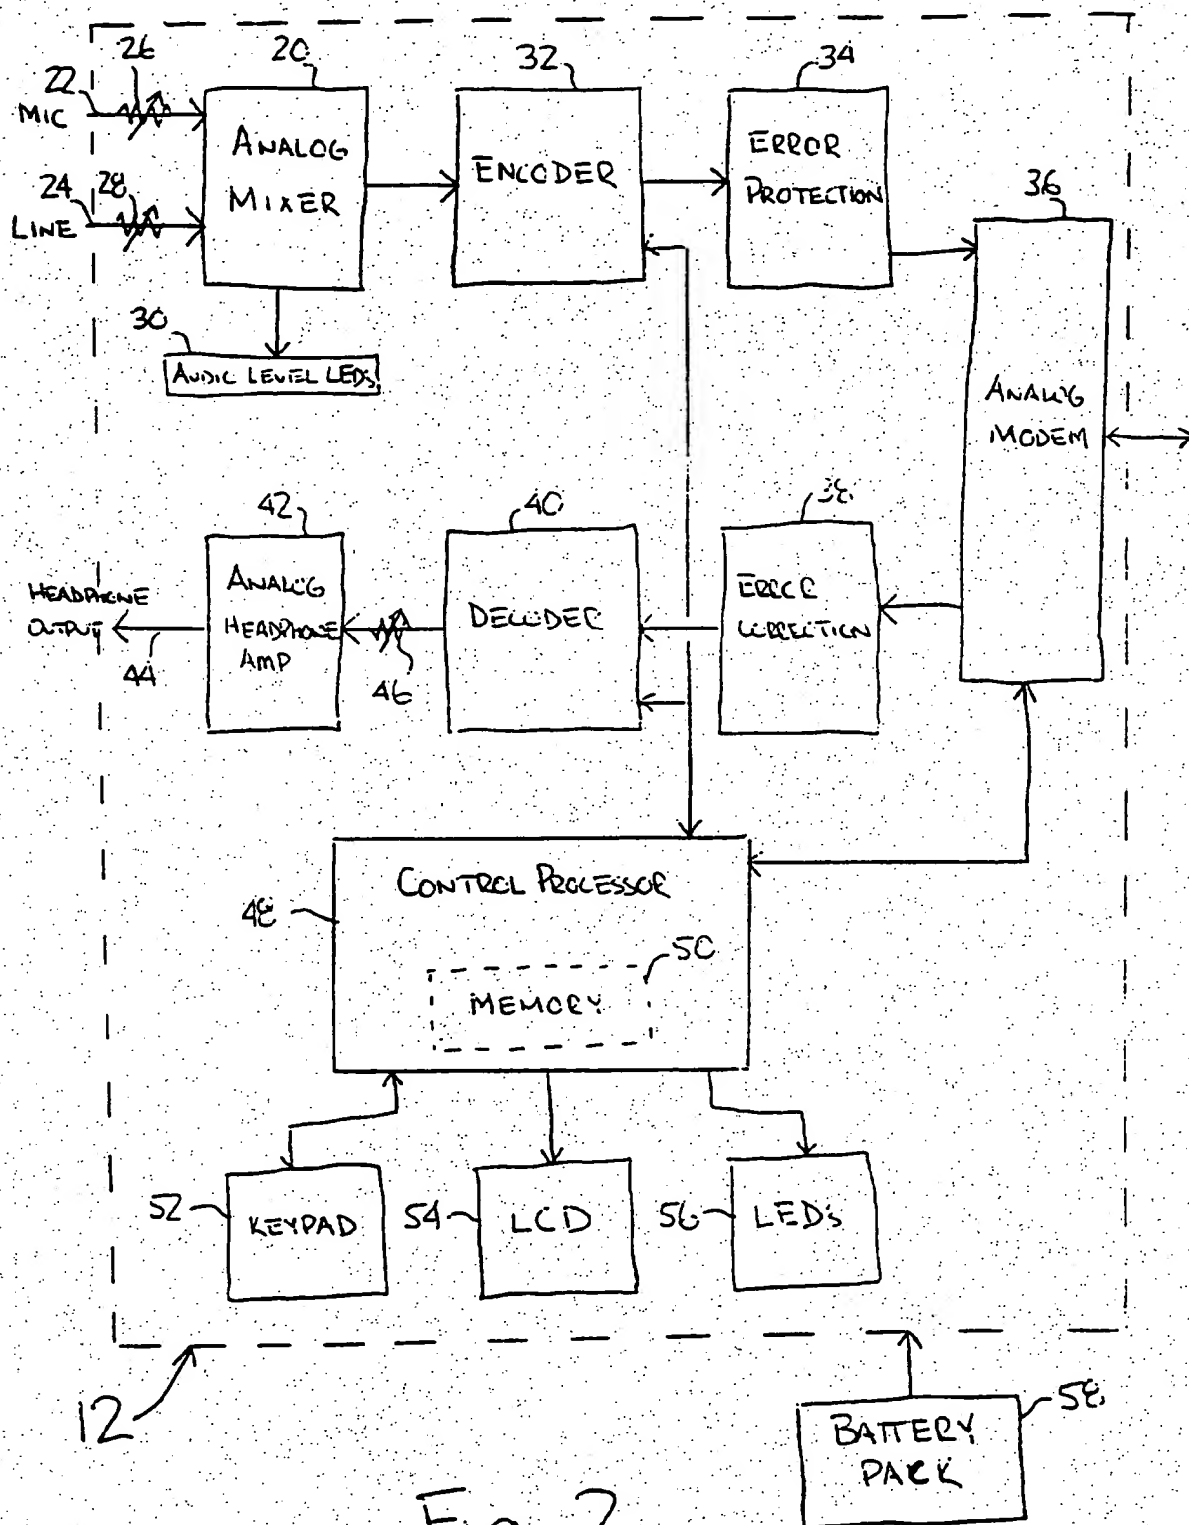 26
20
32
34
22
MIC
ANALOG
MIXER
ENCODER
ERROR
PROTECTION
36
24
28
LINE
30
AUDIO LEVEL LEDs
ANALOG
MODEM
42
40
38
HEADPHONE
OUTPUT
44
ANALOG
HEADPHONE
AMP
46
DECODER
ERROR
CORRECTION
CONTROL PROCESSOR
48
50
MEMORY
52
KEYPAD
54
LCD
56
LEDs
12
58
BATTERY
PACK
Fig. 2